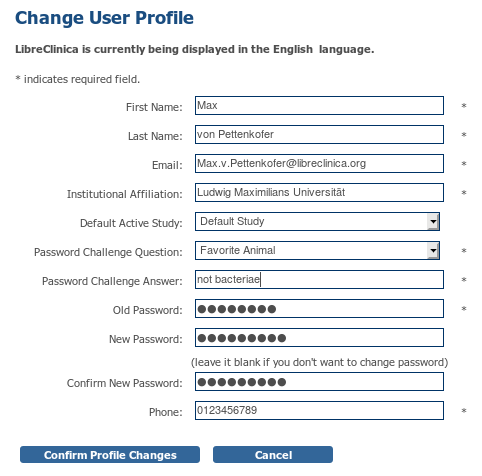 Change User Profile
LibreClinica is currently being displayed in the English language.
* indicates required field.
First Name: Max *
Last Name: von Pettenkofer *
Email: Max.v.Pettenkofer@libreclinica.org *
Institutional Affiliation: Ludwig Maximilians Universität *
Default Active Study: Default Study
Password Challenge Question: Favorite Animal *
Password Challenge Answer: not bacteriae *
Old Password: ●●●●●●●● *
New Password: ●●●●●●●●●
(leave it blank if you don't want to change password)
Confirm New Password: ●●●●●●●●●
Phone: 0123456789 *
Confirm Profile Changes Cancel